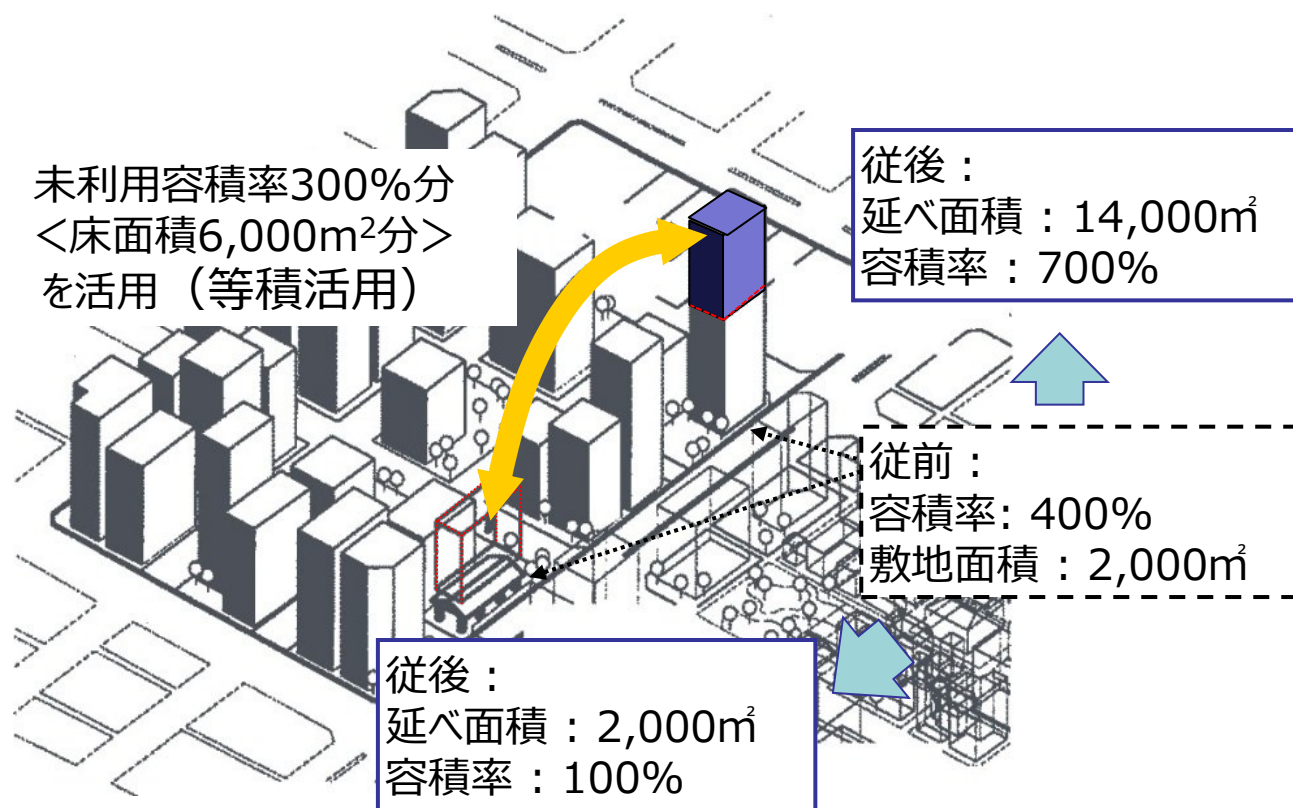 未利用容積率300%分
＜床面積6,000m²分＞
を活用（等積活用）
従後：
延べ面積：14,000㎡
容積率：700%
従前：
容積率: 400%
敷地面積：2,000㎡
従後：
延べ面積：2,000㎡
容積率：100%